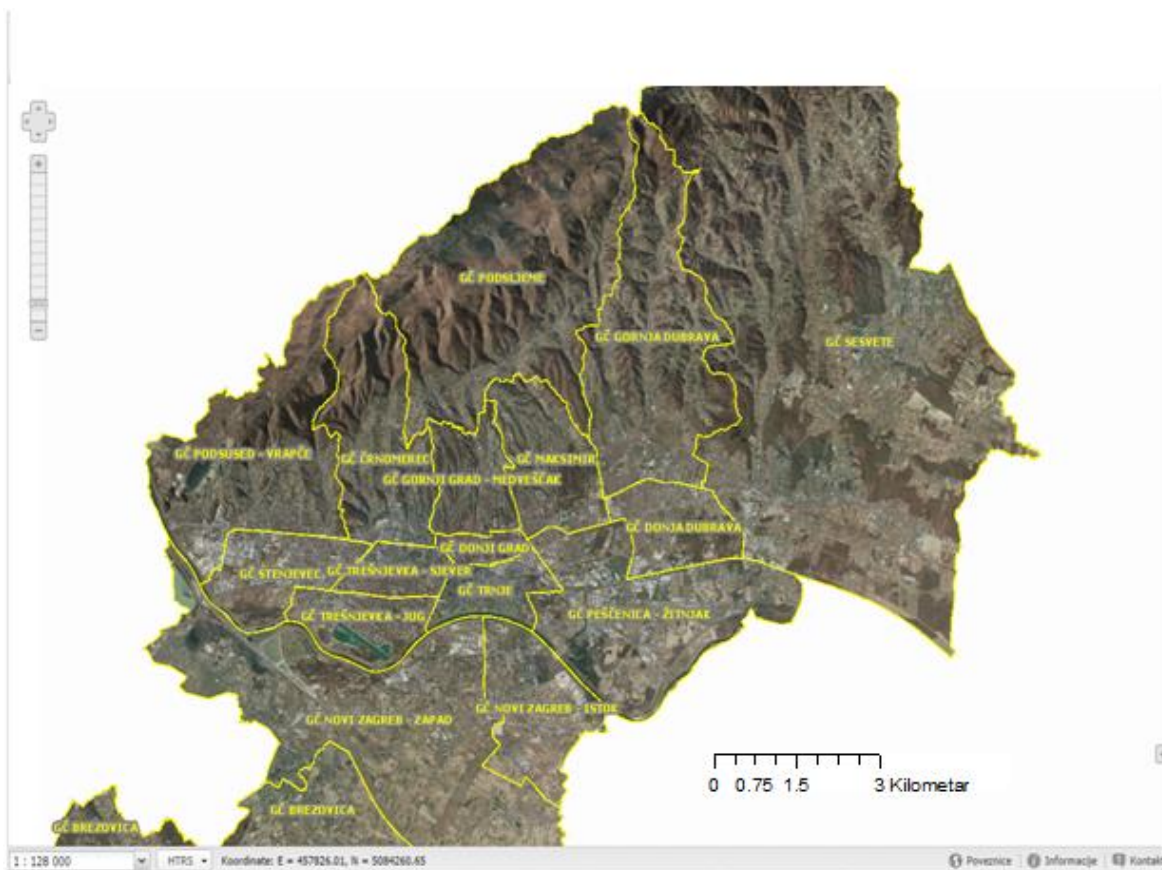 GČ PODSLJEME
GČ GORNJA DUBRAVA
GČ SESVETE
GČ PODSUSED - VRAPČE
GČ ČRNOMEREC
GČ MAKSIMIR
GČ GORNJI GRAD - MEDVEŠČAK
GČ DONJA DUBRAVA
GČ DONJI GRAD
GČ STENJEVEC
GČ TREŠNJEVKA - SJEVER
GČ TRNJE
GČ TREŠNJEVKA - JUG
GČ PEŠČENICA - ŽITNJAK
GČ NOVI ZAGREB - ISTOK
GČ NOVI ZAGREB - ZAPAD
0 0.75 1.5 3 Kilometar
GČ BREZOVICA
GČ BREZOVICA
1 : 128 000 HTRS Koordinate: E = 457826.01, N = 5084260.65 Poveznice Informacije Kontakt